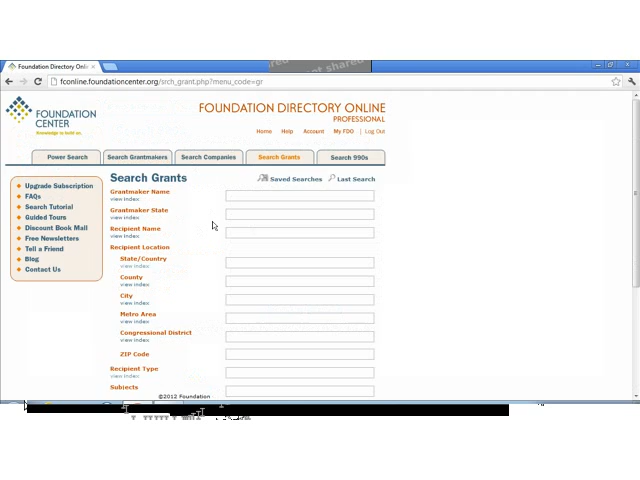 Foundation Directory Onlin
fconline.foundationcenter.org/srch_grant.php?menu_code=gr
FOUNDATION
CENTER
Knowledge to build on.
FOUNDATION DIRECTORY ONLINE
PROFESSIONAL
Home Help Account My FDO | Log Out
Power Search Search Grantmakers Search Companies Search Grants Search 990s
Upgrade Subscription
FAQs
Search Tutorial
Guided Tours
Discount Book Mall
Free Newsletters
Tell a Friend
Blog
Contact Us
Search Grants
Saved Searches Last Search
Grantmaker Name
view index
Grantmaker State
view index
Recipient Name
view index
Recipient Location
State/Country
view index
County
view index
City
view index
Metro Area
view index
Congressional District
view index
ZIP Code
Recipient Type
view index
Subjects
©2012 Foundation